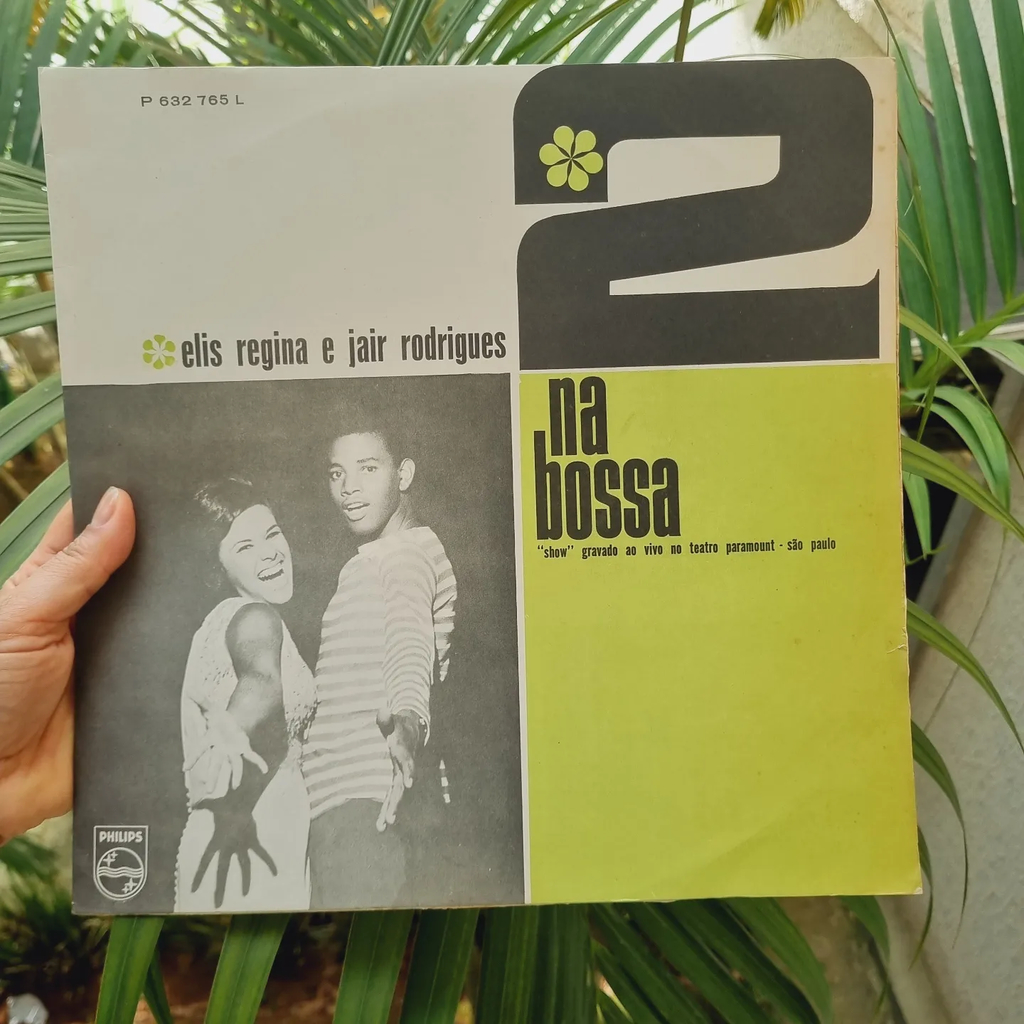 P 632 765 L
2
elis regina e jair rodrigues
na
bossa
"show" gravado ao vivo no teatro paramount - são paulo
PHILIPS